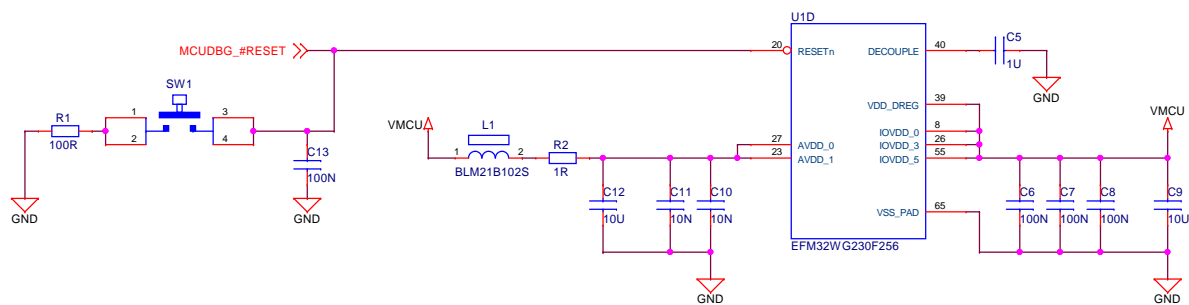 U1D
MCUDBG_#RESET
20
RESETn
DECOUPLE
40
C5
1U
GND
SW1
R1
100R
1
2
3
4
C13
100N
GND
GND
VMCU
L1
1
2
BLM21B102S
R2
1R
27
AVDD_0
23
AVDD_1
C12
10U
C11
10N
C10
10N
GND
VDD_DREG
39
IOVDD_0
8
IOVDD_3
26
IOVDD_5
55
VSS_PAD
65
EFM32WG230F256
VMCU
C6
100N
C7
100N
C8
100N
C9
10U
GND